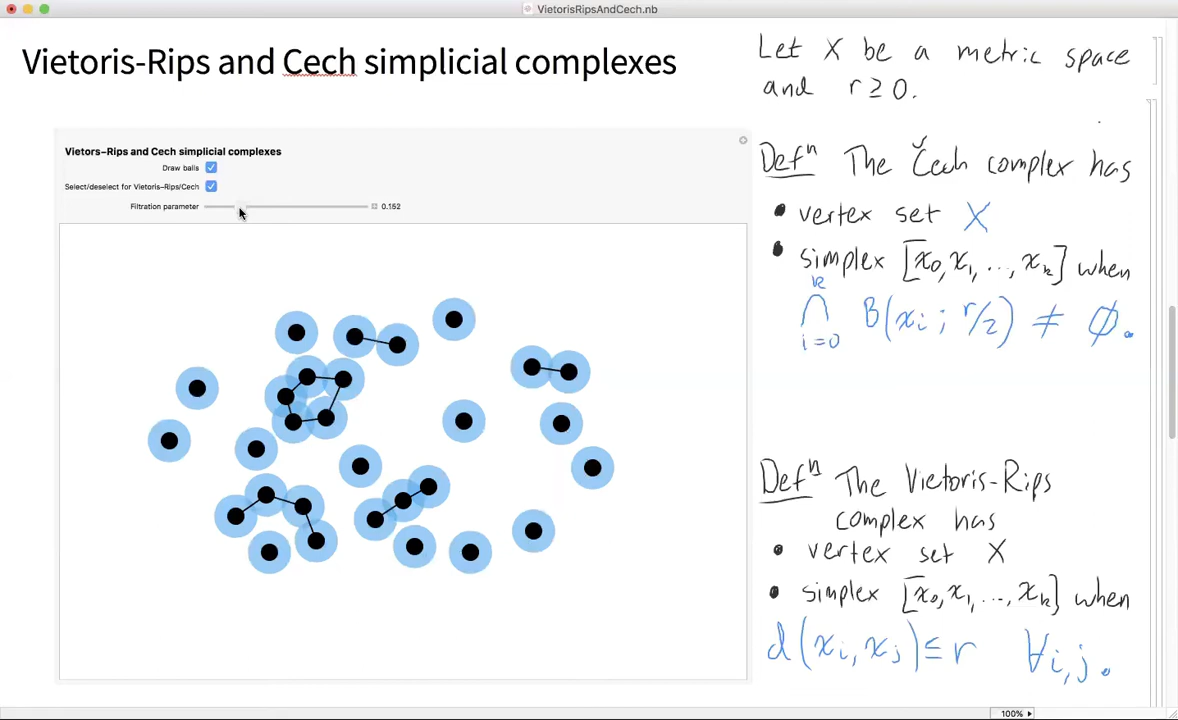 VietorisRipsAndCech.nb
Vietoris-Rips and Cech simplicial complexes
Vietors-Rips and Cech simplicial complexes
Draw balls
Select/deselect for Vietoris-Rips/Cech
Filtration parameter 0.152
Let X be a metric space
and r ≥ 0.
Defⁿ The Čech complex has
• vertex set X
• simplex [x₀, x₁, ..., xₖ] when
⋂ᵢ₌₀ᵏ B(xᵢ ; r/2) ≠ ∅.
Defⁿ The Vietoris-Rips
complex has
• vertex set X
• simplex [x₀, x₁, ..., xₖ] when
d(xᵢ, xⱼ) ≤ r ∀i,j.
100%